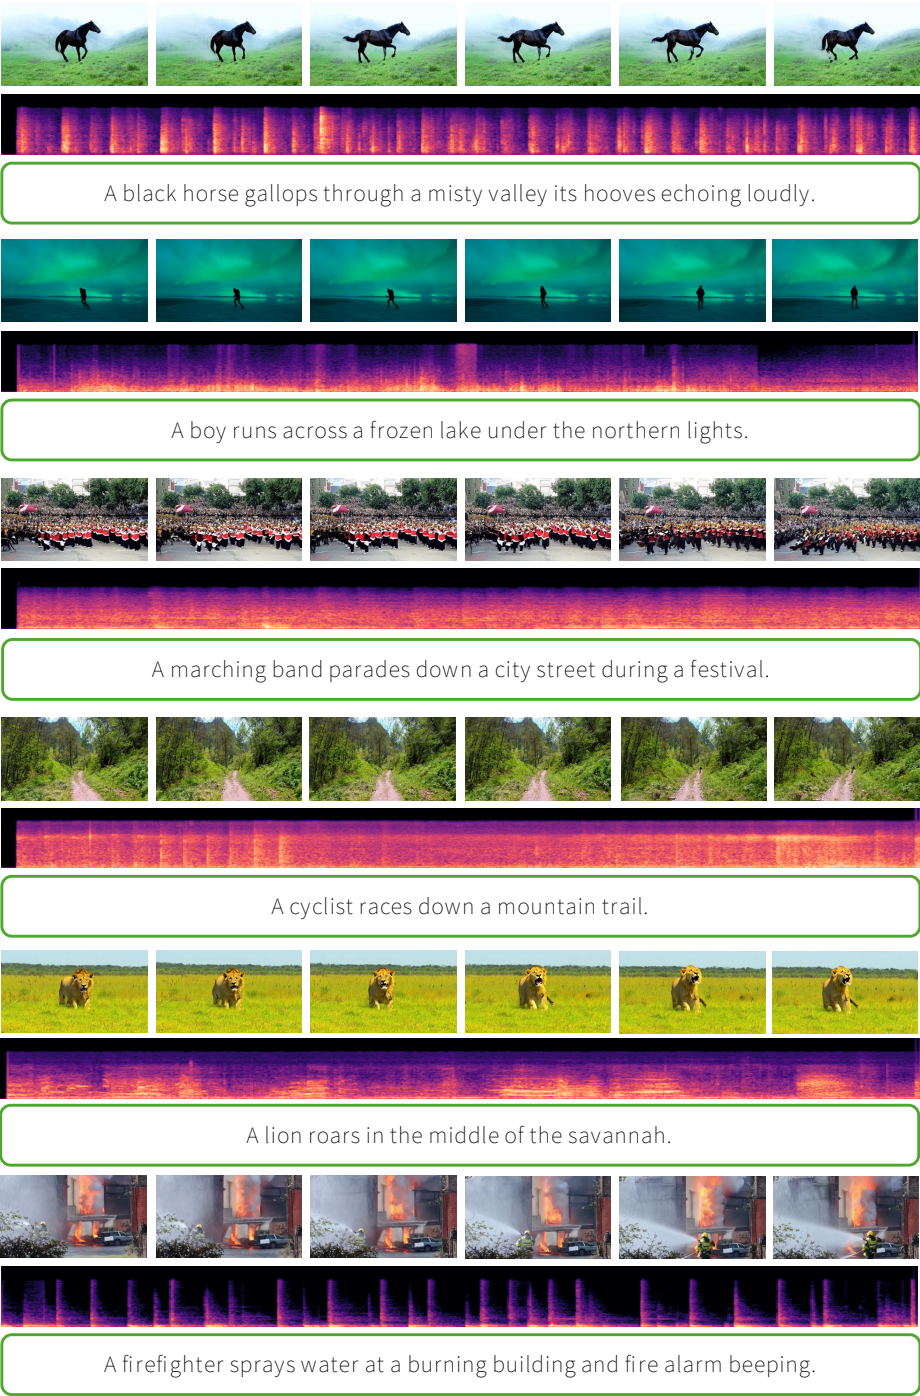 A black horse gallops through a misty valley its hooves echoing loudly.
A boy runs across a frozen lake under the northern lights.
A marching band parades down a city street during a festival.
A cyclist races down a mountain trail.
A lion roars in the middle of the savannah.
A firefighter sprays water at a burning building and fire alarm beeping.